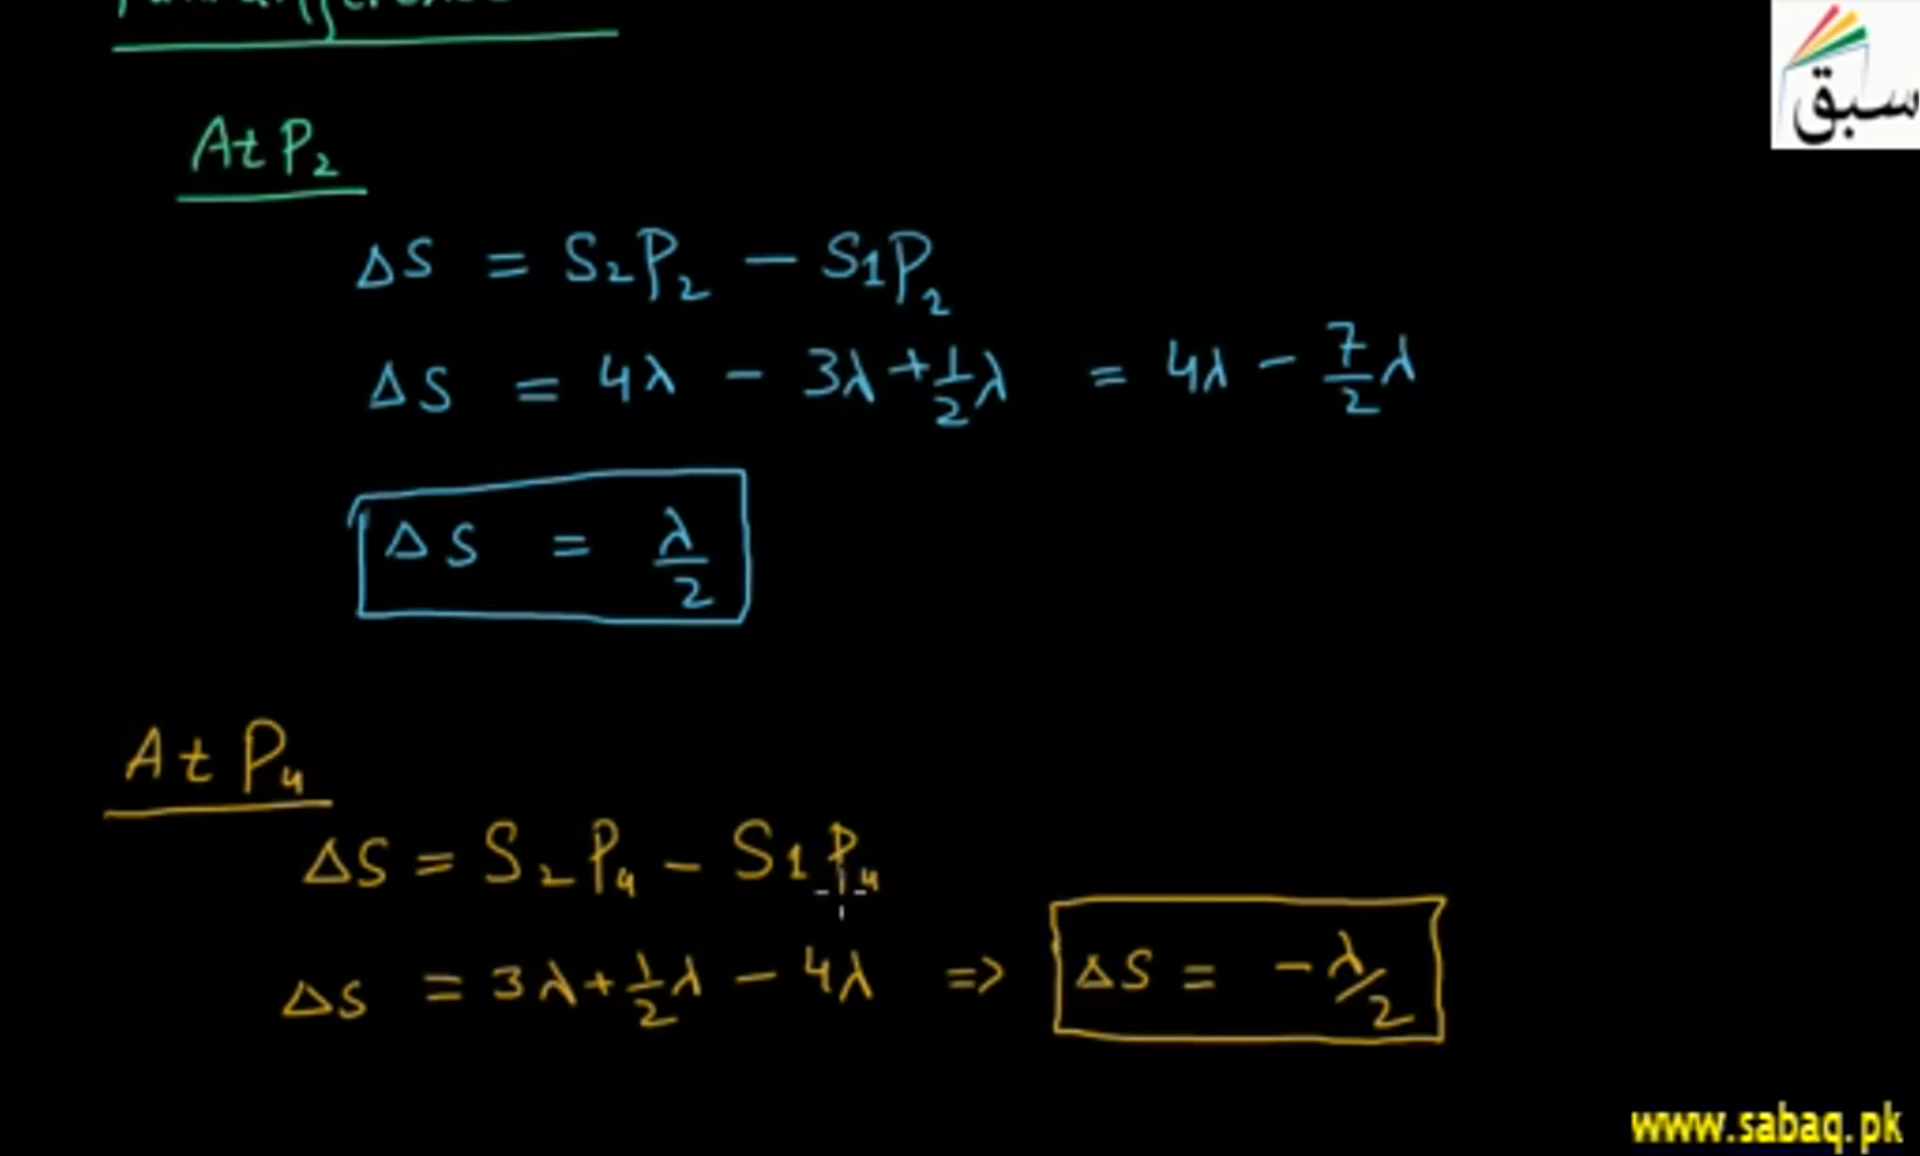 سبق
At P₂
ΔS = S₂P₂ − S1P₂
ΔS = 4λ − 3λ+½λ = 4λ − 7/2 λ
ΔS = λ/2
At P₄
ΔS = S₂P₄ − S1P₄
ΔS = 3λ+½λ − 4λ => ΔS = −λ/2
www.sabaq.pk